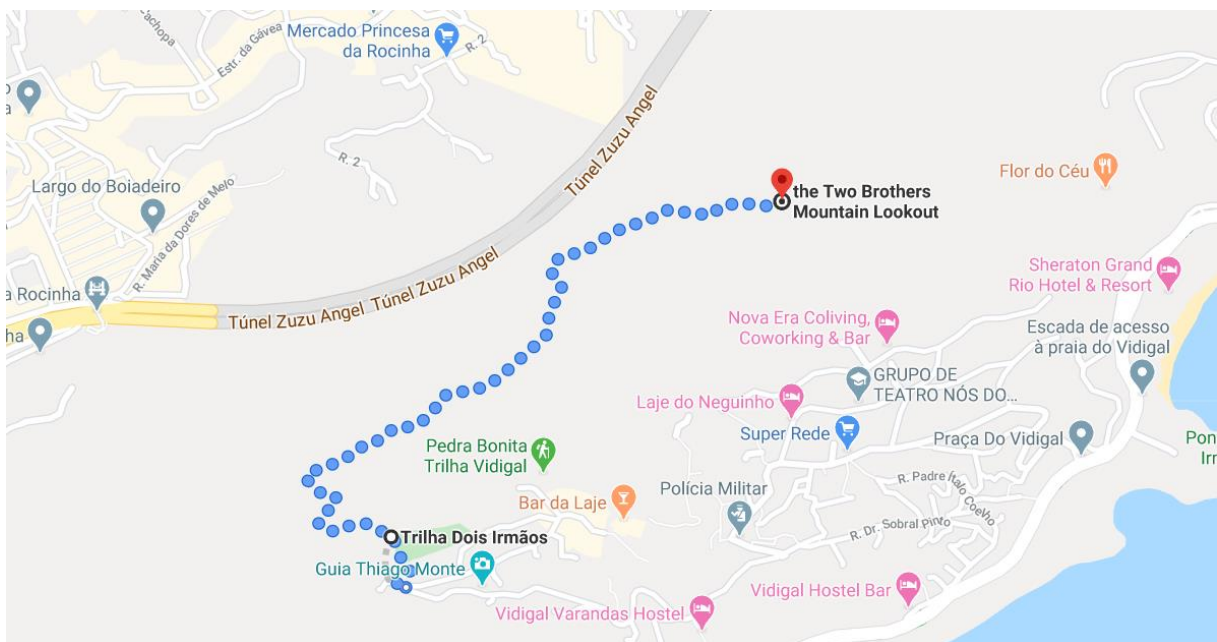 Cachopa
Estr. da Gávea
Mercado Princesa
da Rocinha
R. 2
R. 2
Túnel Zuzu Angel
Largo do Boiadeiro
R. Maria da Dores de Melo
a Rocinha
ha
Túnel Zuzu Angel Túnel Zuzu Angel
the Two Brothers
Mountain Lookout
Flor do Céu
Sheraton Grand
Rio Hotel & Resort
Nova Era Coliving,
Coworking & Bar
Escada de acesso
à praia do Vidigal
GRUPO DE
TEATRO NÓS DO...
Laje do Neguinho
Super Rede
Praça Do Vidigal
Pon
Irm
Pedra Bonita
Trilha Vidigal
R. Padre Ítalo Coelho
Polícia Militar
Bar da Laje
R. Dr. Sobral Pinto
Trilha Dois Irmãos
Guia Thiago Monte
Vidigal Hostel Bar
Vidigal Varandas Hostel